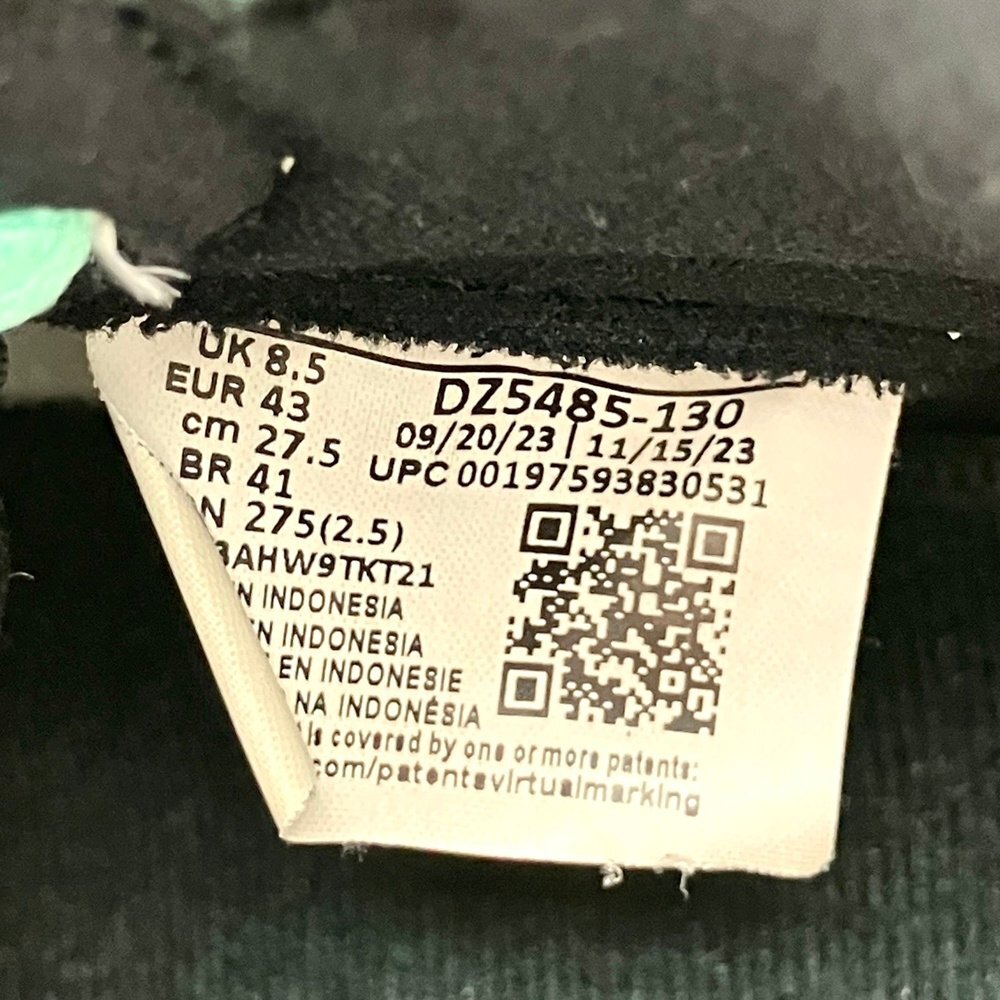 UK 8.5
EUR 43
cm 27.5
BR 41
N 275(2.5)
AHW9TKT21
N INDONESIA
EN INDONESIA
EN INDONESIE
NA INDONÉSIA
is covered by one or more patents:
com/patentsvirtualmarking
DZ5485-130
09/20/23 | 11/15/23
UPC 00197593830531